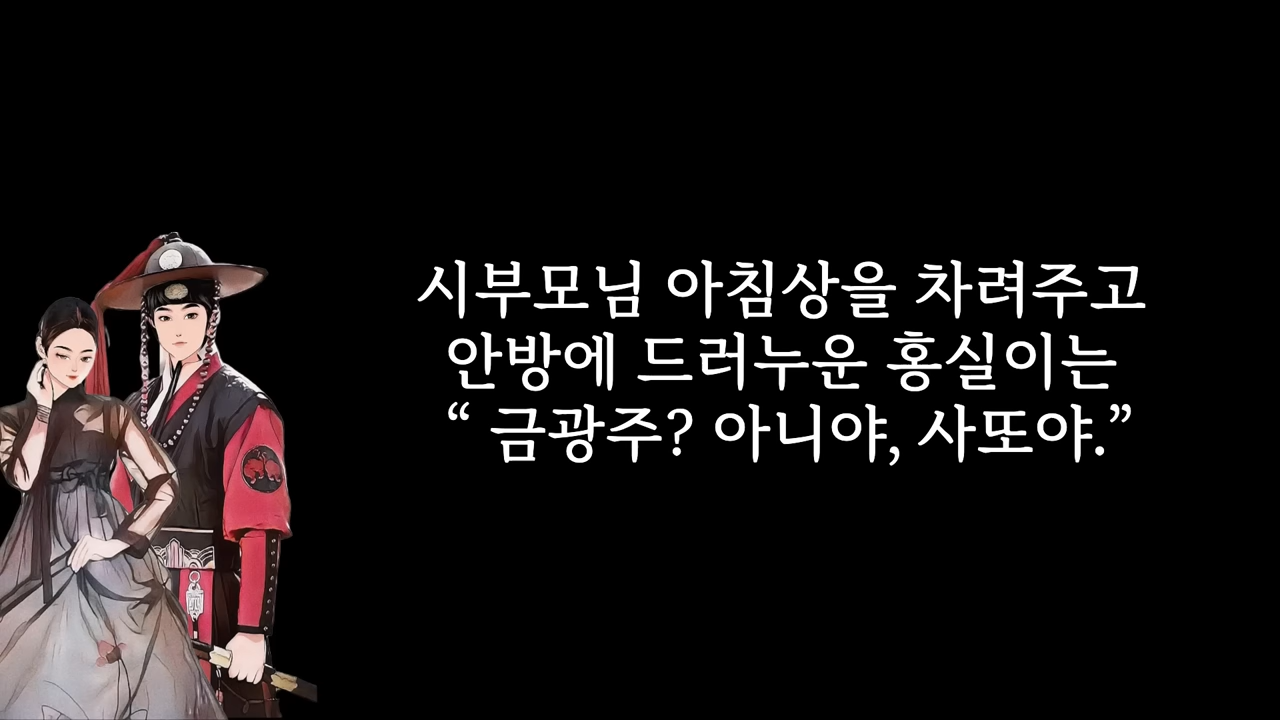 시부모님 아침상을 차려주고
안방에 드러누운 홍실이는
“ 금광주? 아니야, 사또야.”